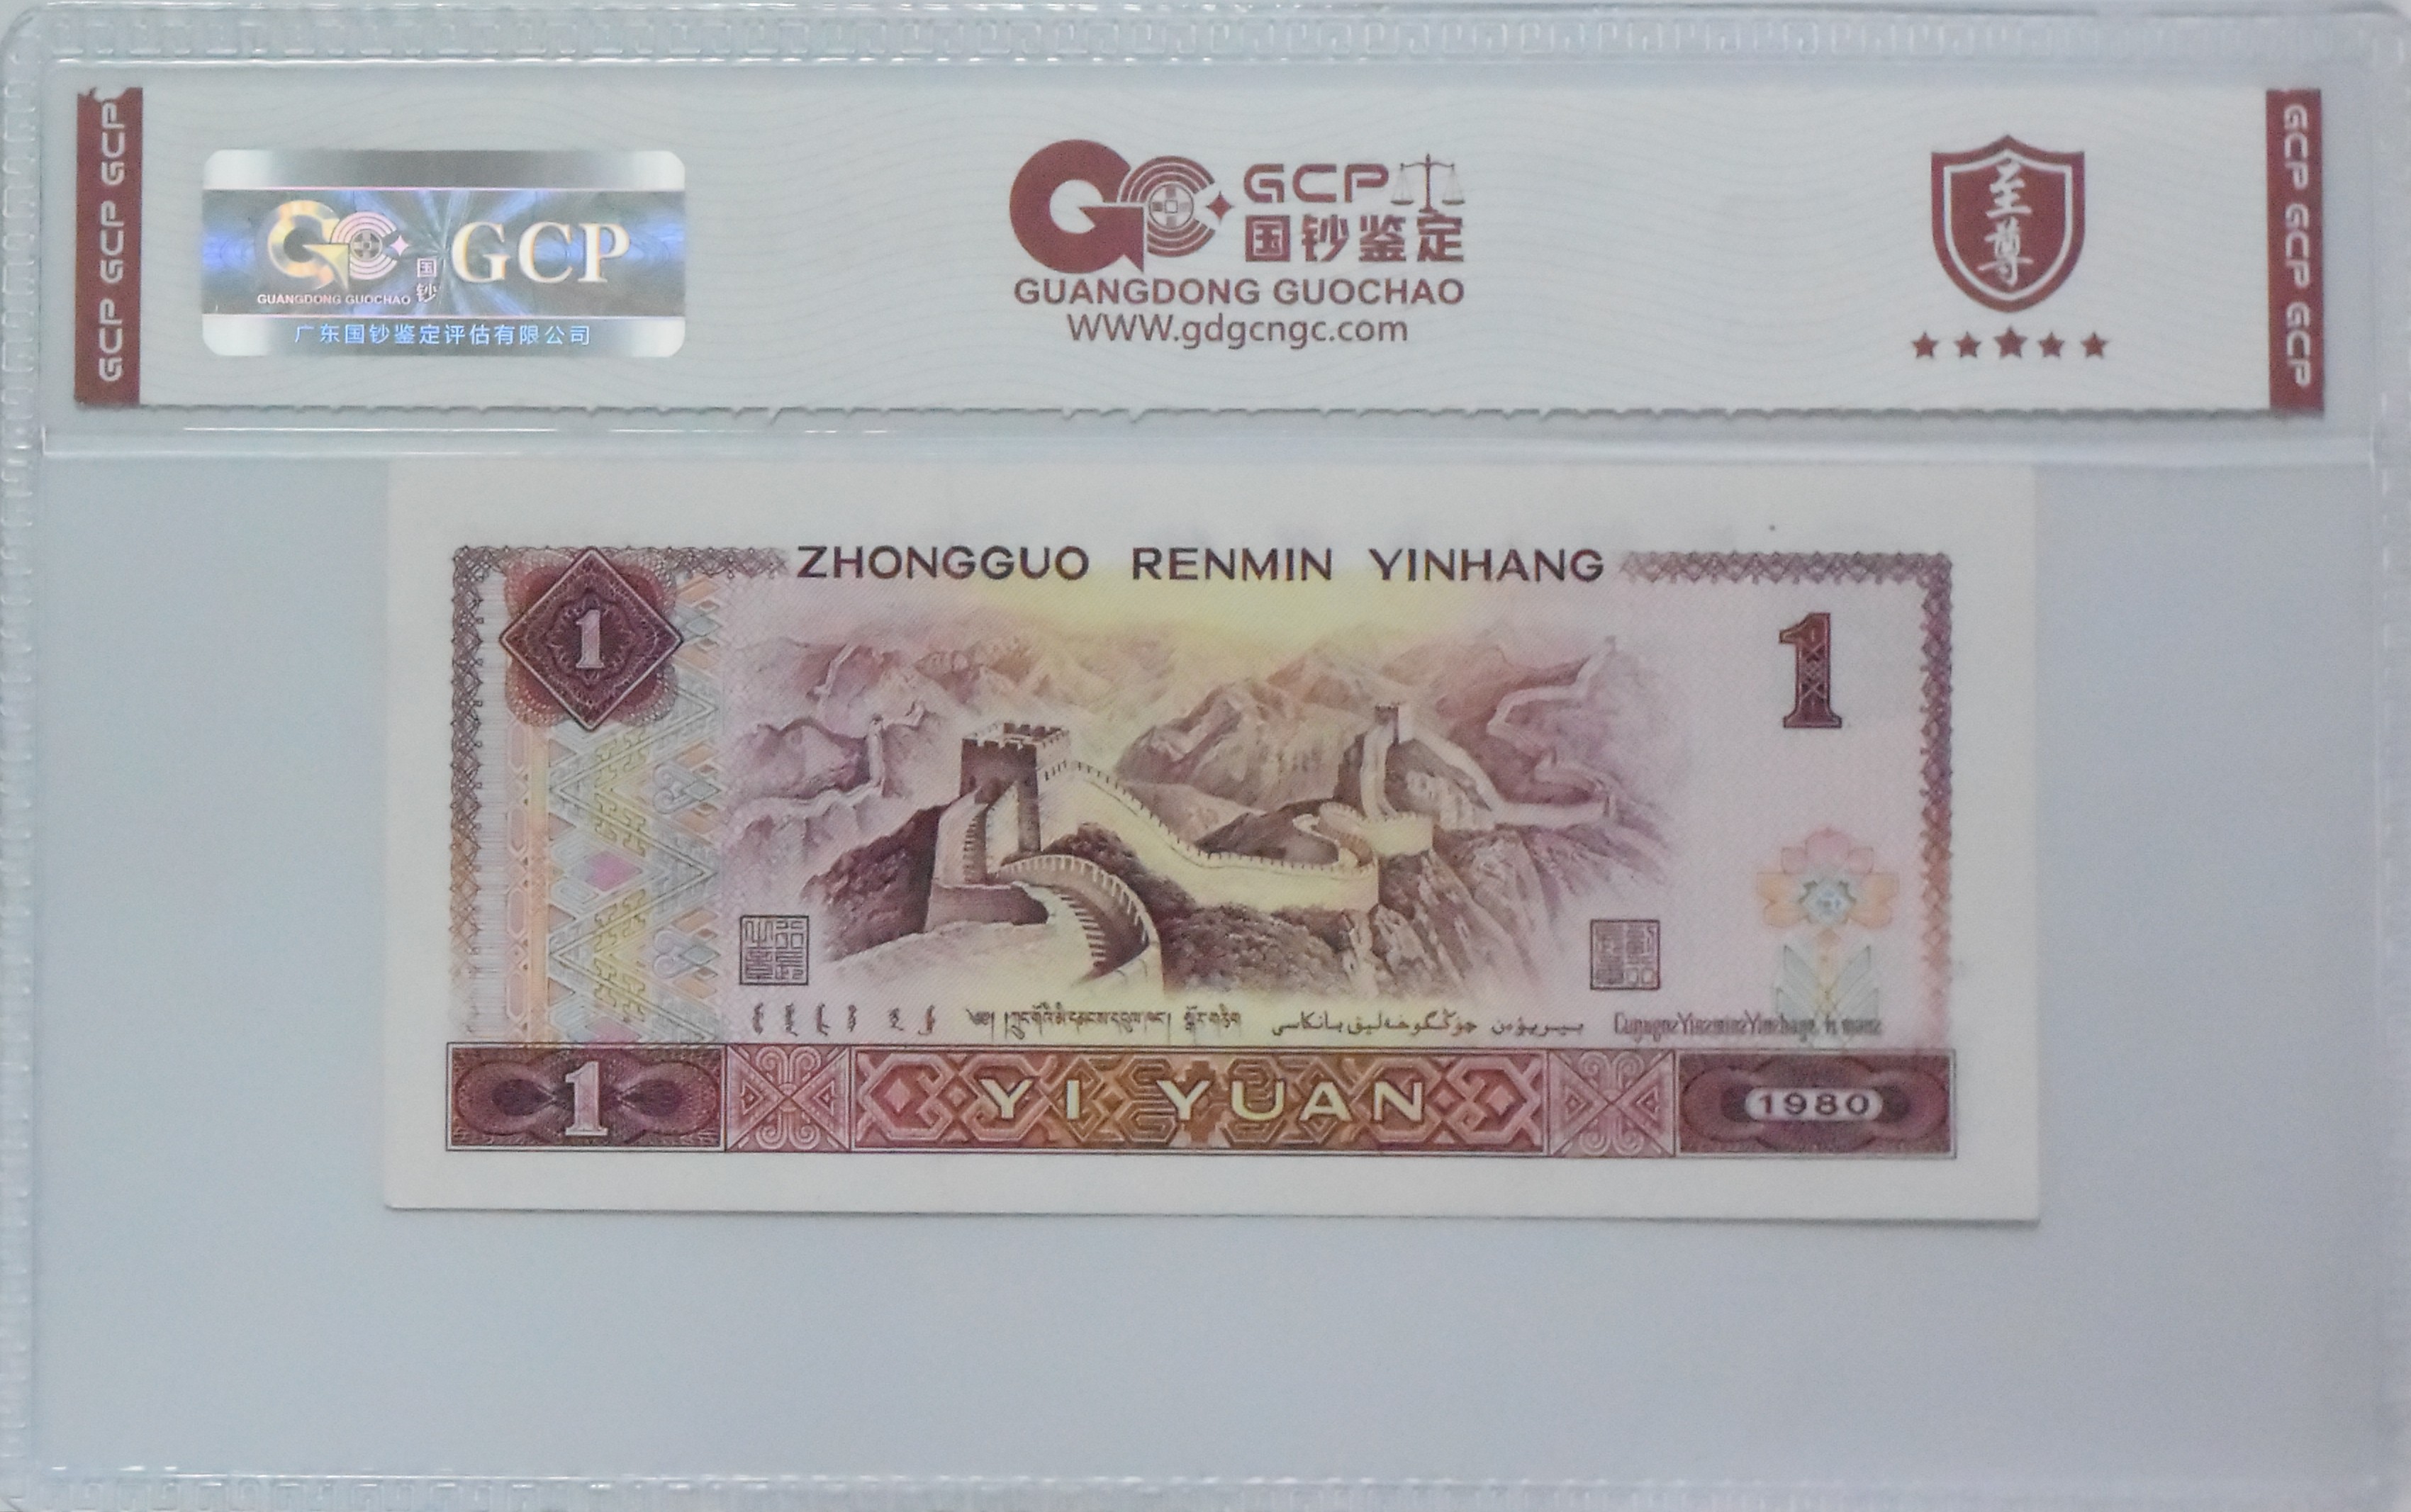 GCP GCP GCP
GCP
国钞
GUANGDONG GUOCHAO
广东国钞鉴定评估有限公司
GCP
国钞鉴定
GUANGDONG GUOCHAO
WWW.gdgcngc.com
至尊
GCP GCP GCP
ZHONGGUO RENMIN YINHANG
1
1
1
YI YUAN
1980